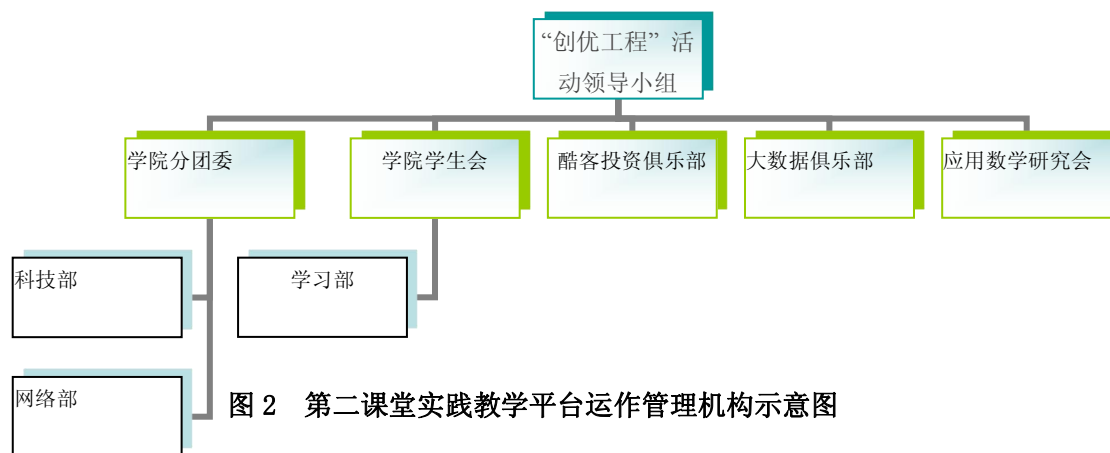 “创优工程”活
动领导小组
学院分团委
学院学生会
酷客投资俱乐部
大数据俱乐部
应用数学研究会
科技部
学习部
网络部
图 2 第二课堂实践教学平台运作管理机构示意图